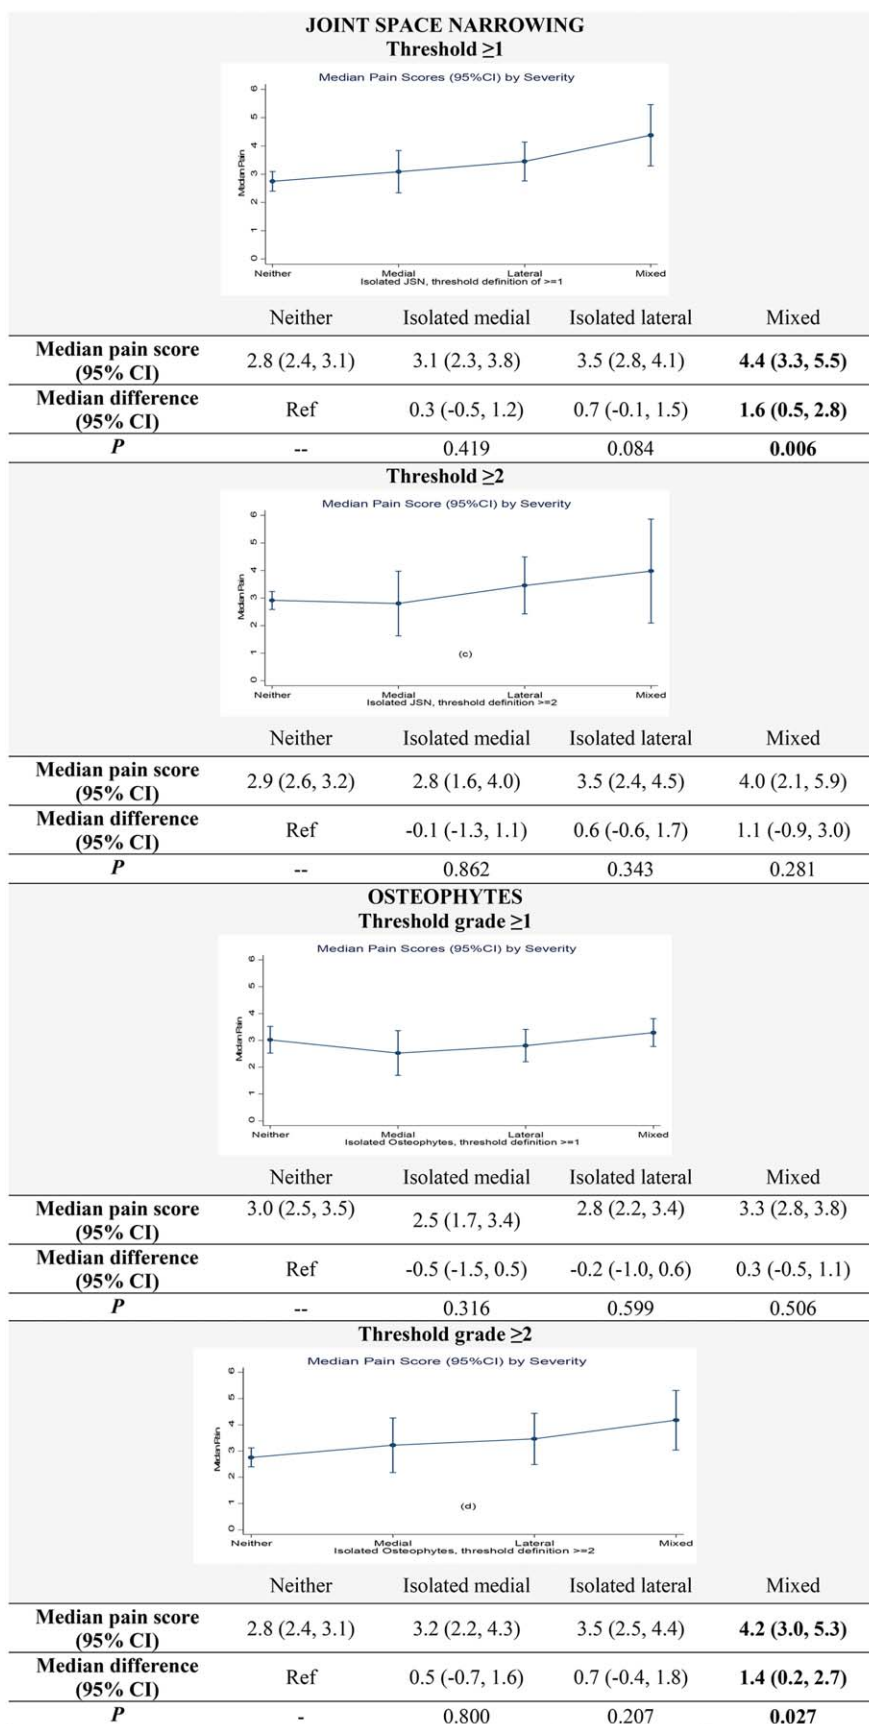 JOINT SPACE NARROWING
Threshold ≥1
Median Pain Scores (95%CI) by Severity
Median Pain
0 1 2 3 4 5 6
Neither Medial Lateral Mixed
Isolated JSN, threshold definition of >=1
Neither Isolated medial Isolated lateral Mixed
Median pain score (95% CI) 2.8 (2.4, 3.1) 3.1 (2.3, 3.8) 3.5 (2.8, 4.1) 4.4 (3.3, 5.5)
Median difference (95% CI) Ref 0.3 (-0.5, 1.2) 0.7 (-0.1, 1.5) 1.6 (0.5, 2.8)
P -- 0.419 0.084 0.006
Threshold ≥2
Median Pain Score (95%CI) by Severity
Median Pain
0 1 2 3 4 5 6
(c)
Neither Medial Lateral Mixed
Isolated JSN, threshold definition >=2
Neither Isolated medial Isolated lateral Mixed
Median pain score (95% CI) 2.9 (2.6, 3.2) 2.8 (1.6, 4.0) 3.5 (2.4, 4.5) 4.0 (2.1, 5.9)
Median difference (95% CI) Ref -0.1 (-1.3, 1.1) 0.6 (-0.6, 1.7) 1.1 (-0.9, 3.0)
P -- 0.862 0.343 0.281
OSTEOPHYTES
Threshold grade ≥1
Median Pain Scores (95%CI) by Severity
Median Pain
0 1 2 3 4 5 6
Neither Medial Lateral Mixed
Isolated Osteophytes, threshold definition >=1
Neither Isolated medial Isolated lateral Mixed
Median pain score (95% CI) 3.0 (2.5, 3.5) 2.5 (1.7, 3.4) 2.8 (2.2, 3.4) 3.3 (2.8, 3.8)
Median difference (95% CI) Ref -0.5 (-1.5, 0.5) -0.2 (-1.0, 0.6) 0.3 (-0.5, 1.1)
P -- 0.316 0.599 0.506
Threshold grade ≥2
Median Pain Score (95%CI) by Severity
Median Pain
0 1 2 3 4 5 6
(d)
Neither Medial Lateral Mixed
Isolated Osteophytes, threshold definition >=2
Neither Isolated medial Isolated lateral Mixed
Median pain score (95% CI) 2.8 (2.4, 3.1) 3.2 (2.2, 4.3) 3.5 (2.5, 4.4) 4.2 (3.0, 5.3)
Median difference (95% CI) Ref 0.5 (-0.7, 1.6) 0.7 (-0.4, 1.8) 1.4 (0.2, 2.7)
P - 0.800 0.207 0.027